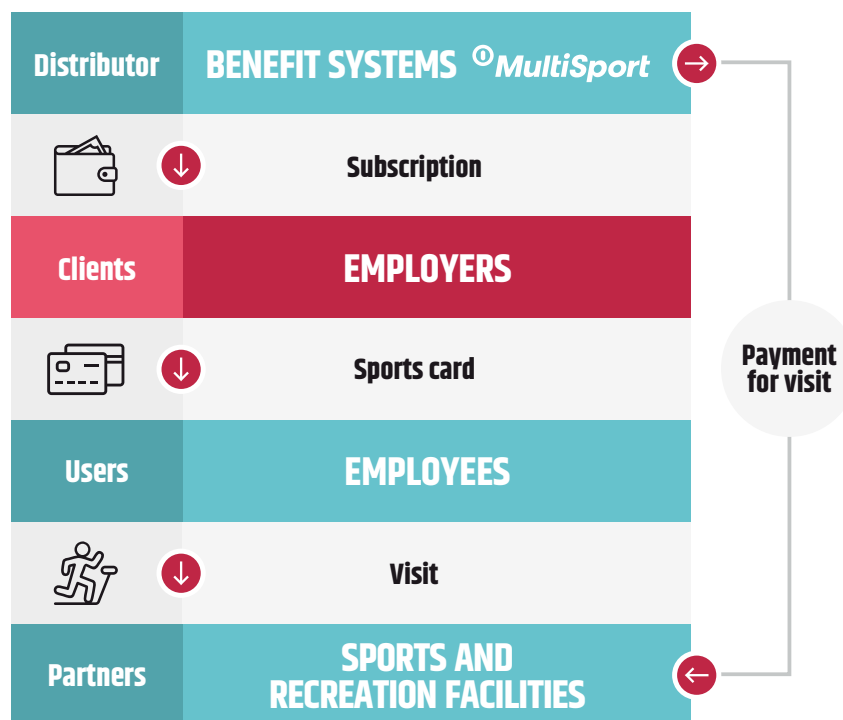 Distributor
BENEFIT SYSTEMS MultiSport
Subscription
Clients
EMPLOYERS
Sports card
Payment
for visit
Users
EMPLOYEES
Visit
Partners
SPORTS AND
RECREATION FACILITIES